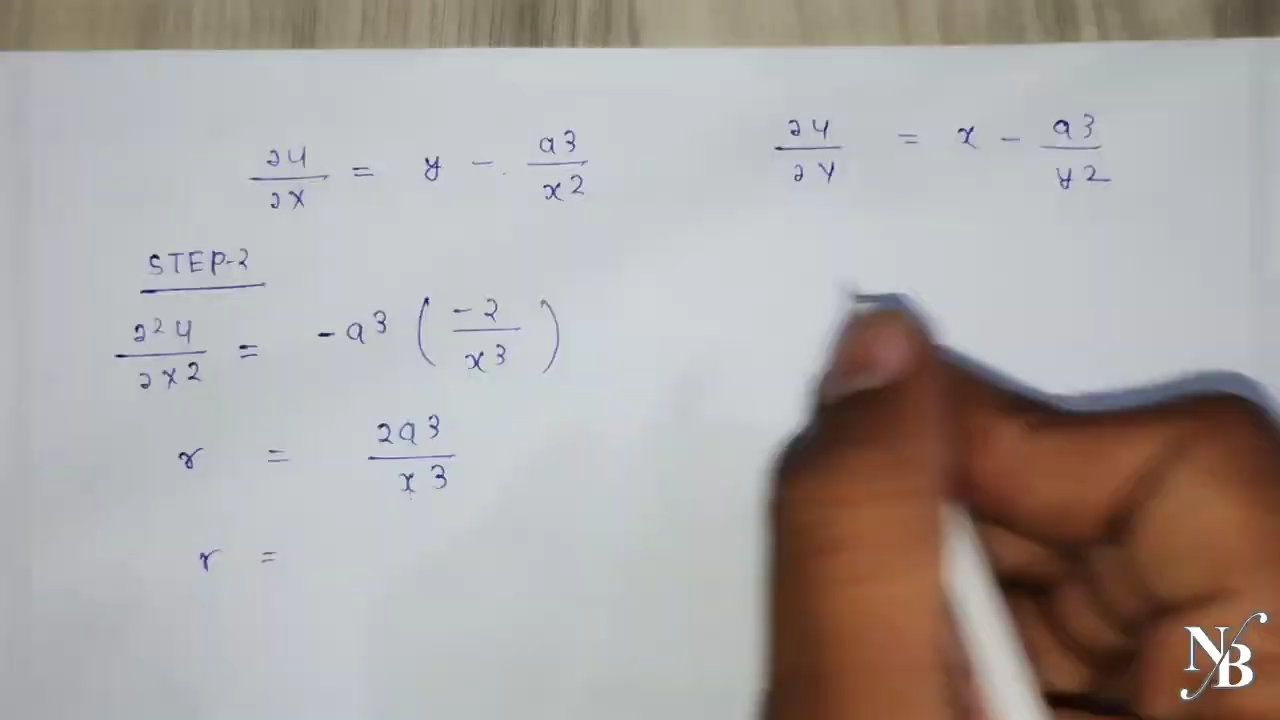 ∂u/∂x = y - a3/x2
∂u/∂y = x - a3/y2
STEP-2
∂2u/∂x2 = -a3 (-2/x3)
r = 2a3/x3
r =
NB